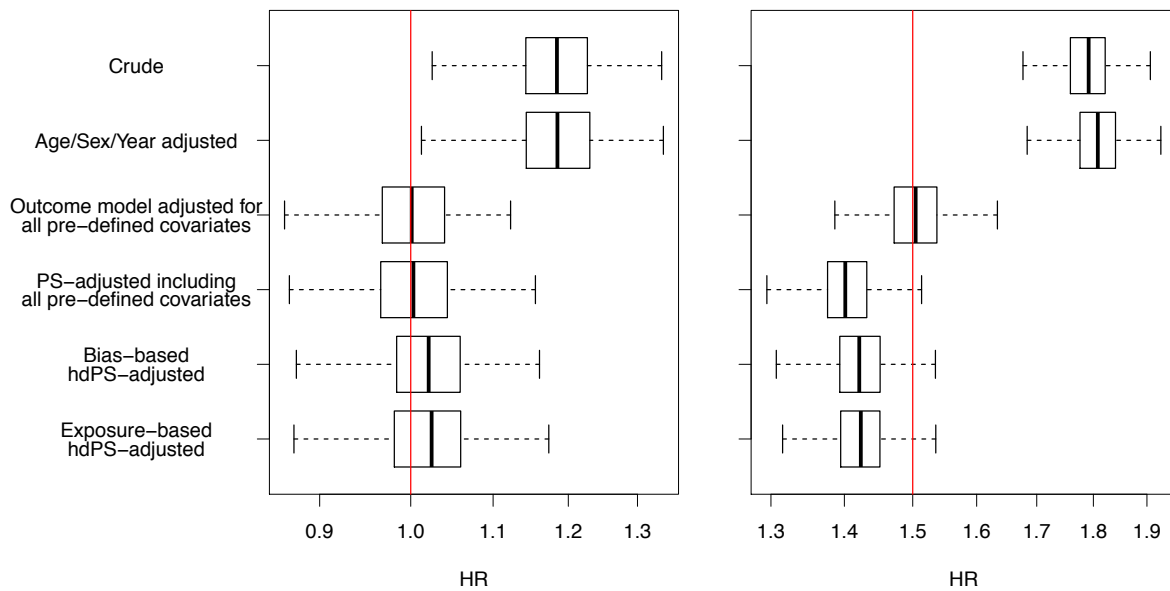 Crude
Age/Sex/Year adjusted
Outcome model adjusted for
all pre−defined covariates
PS−adjusted including
all pre−defined covariates
Bias−based
hdPS−adjusted
Exposure−based
hdPS−adjusted
0.9 1.0 1.1 1.2 1.3
HR
1.3 1.4 1.5 1.6 1.7 1.8 1.9
HR